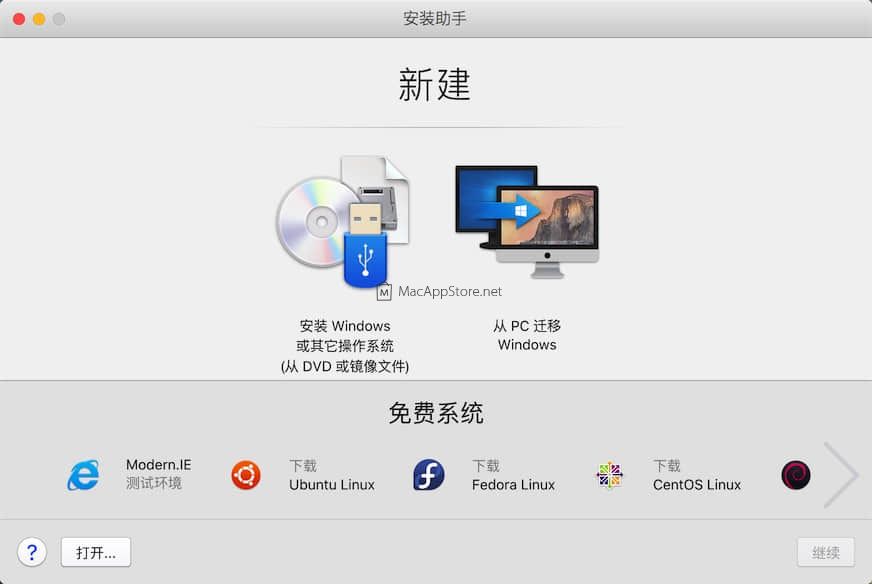 安装助手
新建
M MacAppStore.net
安装 Windows
或其它操作系统
(从 DVD 或镜像文件)
从 PC 迁移
Windows
免费系统
Modern.IE
测试环境
下载
Ubuntu Linux
下载
Fedora Linux
下载
CentOS Linux
?
打开...
继续